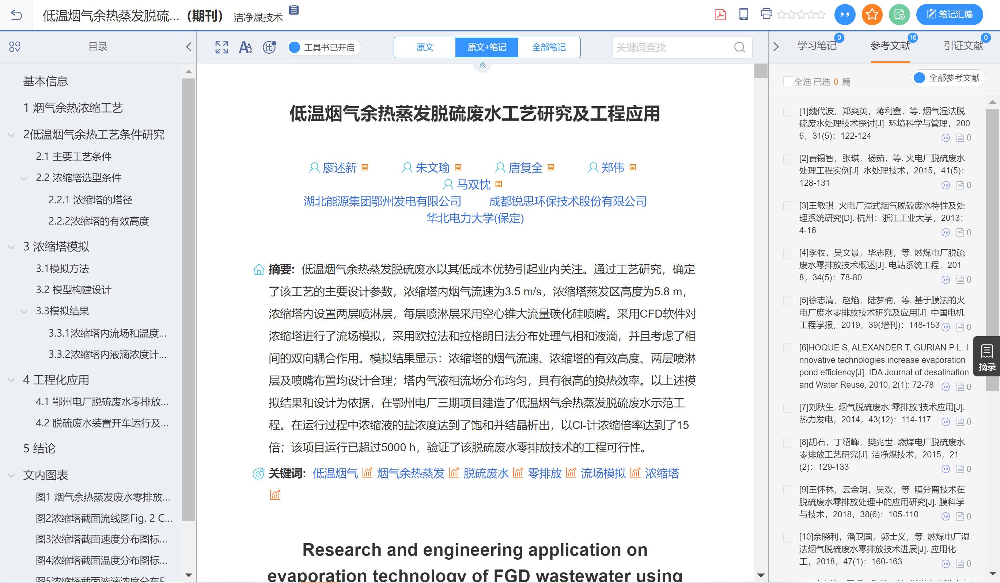 低温烟气余热蒸发脱硫...（期刊） 洁净煤技术
笔记汇编
目录
工具书已开启
原文 原文+笔记 全部笔记
关键词查找
学习笔记 0 参考文献 16 引证文献 0
基本信息
1 烟气余热浓缩工艺
2低温烟气余热工艺条件研究
2.1 主要工艺条件
2.2 浓缩塔选型条件
2.2.1 浓缩塔的塔径
2.2.2浓缩塔的有效高度
3 浓缩塔模拟
3.1模拟方法
3.2 模型构建设计
3.3模拟结果
3.3.1浓缩塔内流场和温度...
3.3.2浓缩塔内液滴浓度计...
4 工程化应用
4.1 鄂州电厂脱硫废水零排放...
4.2 脱硫废水装置开车运行及...
5 结论
文内图表
图1 烟气余热蒸发废水零排放...
图2浓缩塔截面流线图Fig. 2 C...
图3浓缩塔截面速度分布图标...
图4浓缩塔截面温度分布图标...
图5浓缩塔截面液滴浓度分布F...
低温烟气余热蒸发脱硫废水工艺研究及工程应用
廖述新 朱文瑜 唐复全 郑伟
马双忱
湖北能源集团鄂州发电有限公司 成都锐思环保技术股份有限公司
华北电力大学(保定)
摘要：低温烟气余热蒸发脱硫废水以其低成本优势引起业内关注。通过工艺研究，确定
了该工艺的主要设计参数，浓缩塔内烟气流速为3.5 m/s，浓缩塔蒸发区高度为5.8 m，
浓缩塔内设置两层喷淋层，每层喷淋层采用空心锥大流量碳化硅喷嘴。采用CFD软件对
浓缩塔进行了流场模拟，采用欧拉法和拉格朗日法分布处理气相和液滴，并且考虑了相
间的双向耦合作用。模拟结果显示：浓缩塔的烟气流速、浓缩塔的有效高度、两层喷淋
层及喷嘴布置均设计合理；塔内气液相流场分布均匀，具有很高的换热效率。以上述模
拟结果和设计为依据，在鄂州电厂三期项目建造了低温烟气余热蒸发脱硫废水示范工
程。在运行过程中浓缩液的盐浓度达到了饱和并结晶析出，以Cl-计浓缩倍率达到了15
倍；该项目运行已超过5000 h，验证了该脱硫废水零排放技术的工程可行性。
关键词： 低温烟气 烟气余热蒸发 脱硫废水 零排放 流场模拟 浓缩塔
Research and engineering application on
evaporation technology of FGD wastewater using
全选 已选 0 篇 全部参考文献
[1]魏代波，郑爽英，蒋利鑫，等. 烟气湿法脱
硫废水处理技术探讨[J]. 环境科学与管理，200
6，31(5)：122-124 0
[2]费锡智，张琪，杨茹，等. 火电厂脱硫废水
处理工程实例[J]. 水处理技术，2015，41(5)：
128-131 0
[3]王敏琪. 火电厂湿式烟气脱硫废水特性及处
理系统研究[D]. 杭州：浙江工业大学，2013：
4-16 0
[4]李牧，吴文景，华志刚，等. 燃煤电厂脱硫
废水零排放技术概述[J]. 电站系统工程，201
8，34(5)：78-80 0
[5]徐志清，赵焰，陆梦楠，等. 基于膜法的火
电厂废水零排放技术研究及应用[J]. 中国电机
工程学报，2019，39(增刊)：148-153 0
[6]HOQUE S, ALEXANDER T, GURIAN P L. I
nnovative technologies increase evaporation
pond efficiency[J]. IDA Journal of desalination
and Water Reuse, 2010, 2(1): 72-78 0
摘录
[7]刘秋生. 烟气脱硫废水“零排放”技术应用[J].
热力发电，2014，43(12)：114-117 0
[8]胡石，丁绍峰，樊兆世. 燃煤电厂脱硫废水
零排放工艺研究[J]. 洁净煤技术，2015，21
(2)：129-133 0
[9]王怀林，云金明，吴欢，等. 膜分离技术在
脱硫废水零排放处理中的应用研究[J]. 膜科学
与技术，2018，38(6)：105-110 0
[10]佘晓利，潘卫国，郭士义，等. 燃煤电厂湿
法烟气脱硫废水零排放技术进展[J]. 应用化
工，2018，47(1)：160-163 0